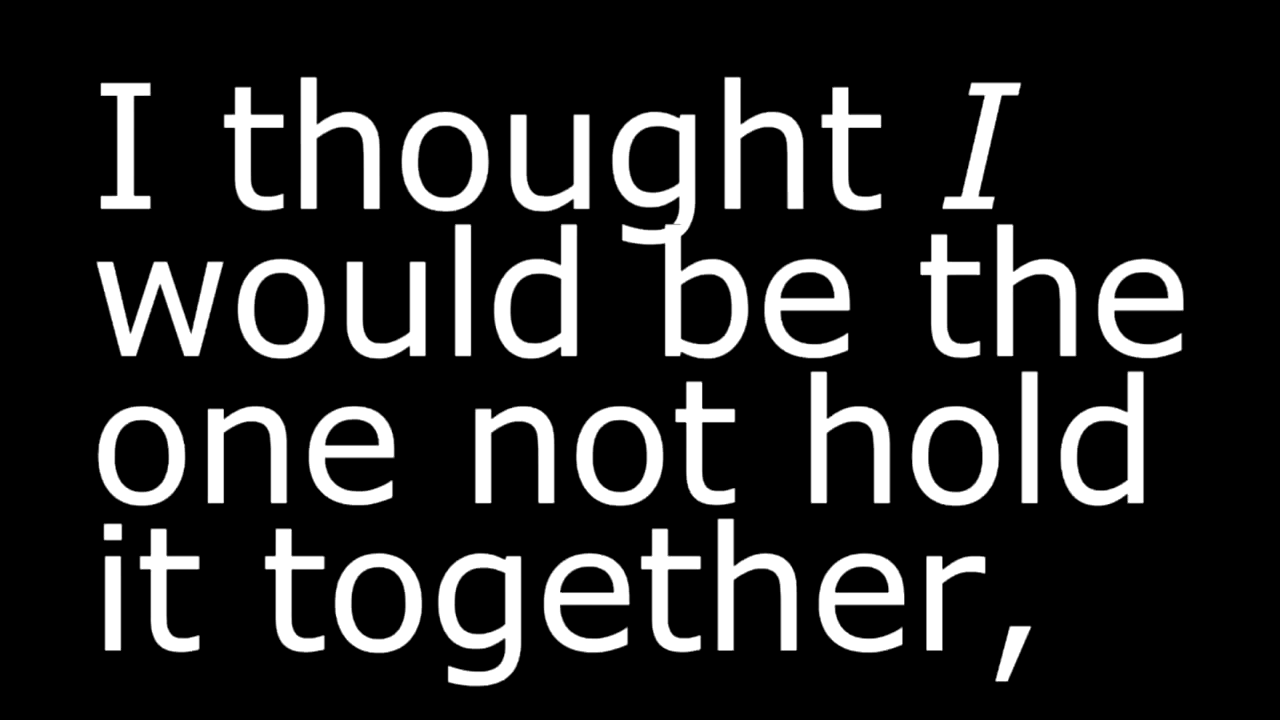 I thought I
would be the
one not hold
it together,